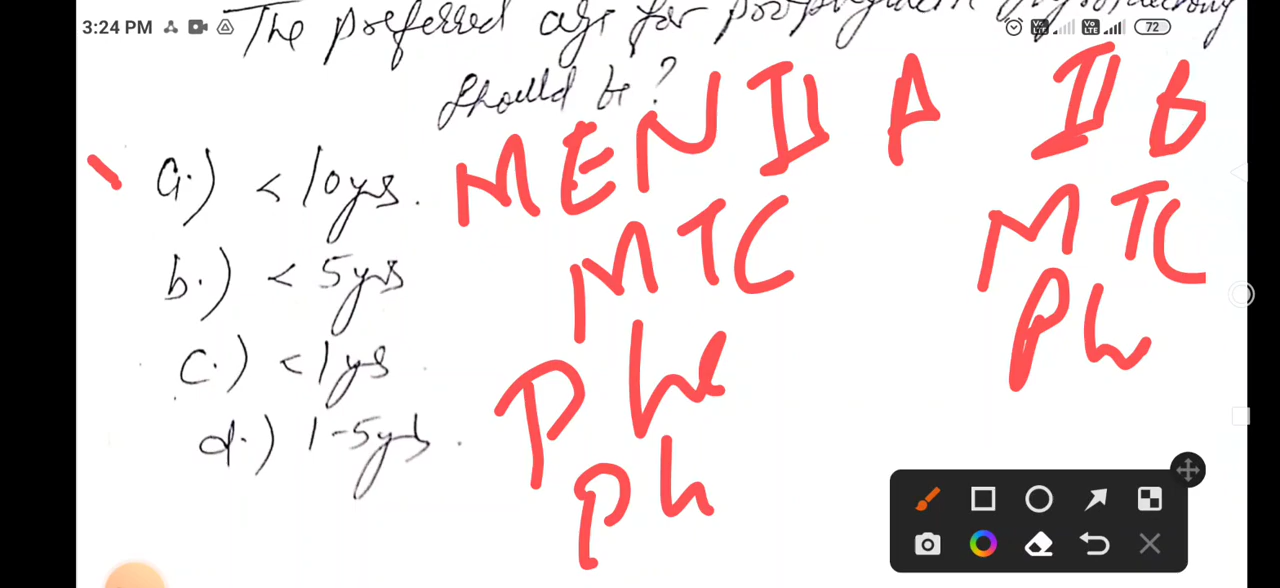 3:24 PM 72
The preferred age for
should be?
MEN II A II B
a.) < 10yrs.
MTC MTC
b.) < 5yrs
Phe Ph
c.) < 1yrs
d.) 1-5yrs.
Ph